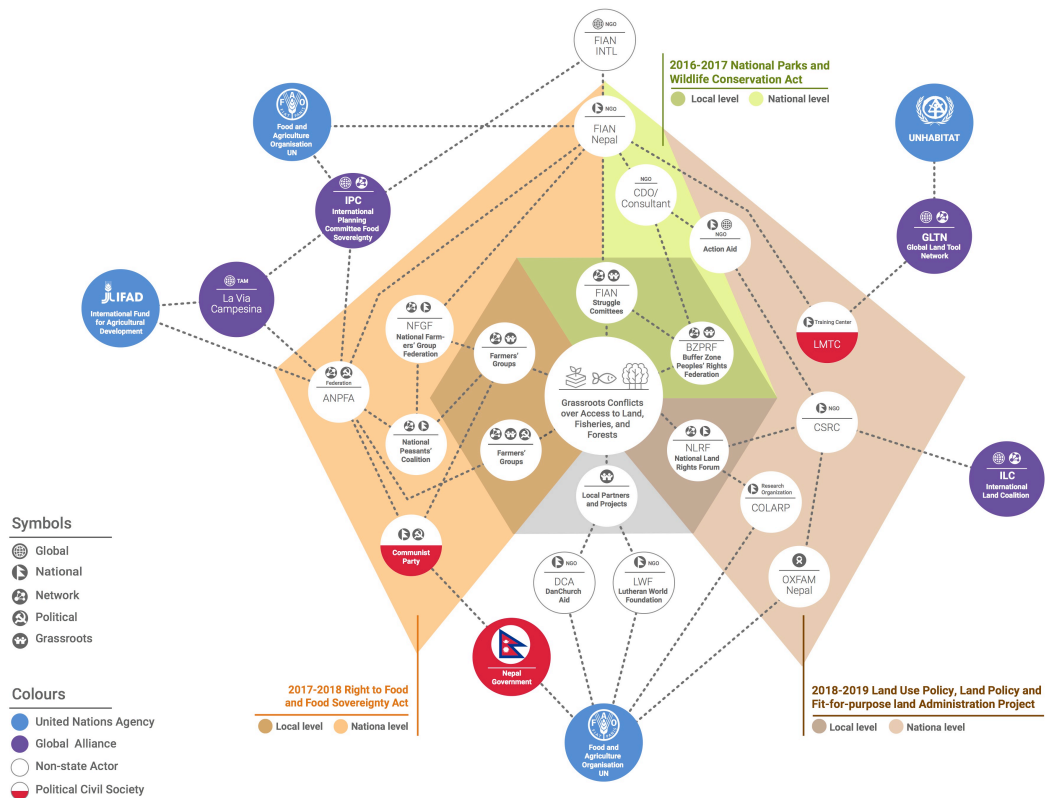 NGO
FIAN
INTL
2016-2017 National Parks and
Wildlife Conservation Act
Local level
National level
FAO
Food and
Agriculture
Organisation
UN
NGO
FIAN
Nepal
UNHABITAT
NGO
CDO/
Consultant
IPC
International
Planning
Committee Food
Sovereignty
NGO
Action Aid
GLTN
Global Land Tool
Network
TAM
La Via
Campesina
IFAD
International Fund
for Agricultural
Development
FIAN
Struggle
Comittees
NFGF
National Farm-
ers' Group
Federation
Training Center
LMTC
Farmers'
Groups
BZPRF
Buffer Zone
Peoples' Rights
Federation
Federation
ANPFA
Grassroots Conflicts
over Access to Land,
Fisheries, and
Forests
NGO
CSRC
National
Peasants'
Coalition
Farmers'
Groups
NLRF
National Land
Rights Forum
ILC
International
Land Coalition
Local Partners
and Projects
Research
Organization
COLARP
Symbols
Global
National
Network
Political
Grassroots
Communist
Party
NGO
DCA
DanChurch
Aid
NGO
LWF
Lutheran World
Foundation
OXFAM
Nepal
Nepal
Government
2017-2018 Right to Food
and Food Sovereignty Act
Local level
Nationa level
2018-2019 Land Use Policy, Land Policy and
Fit-for-purpose land Administration Project
Local level
Nationa level
Colours
United Nations Agency
Global Alliance
Non-state Actor
Political Civil Society
FAO
Food and
Agriculture
Organisation
UN